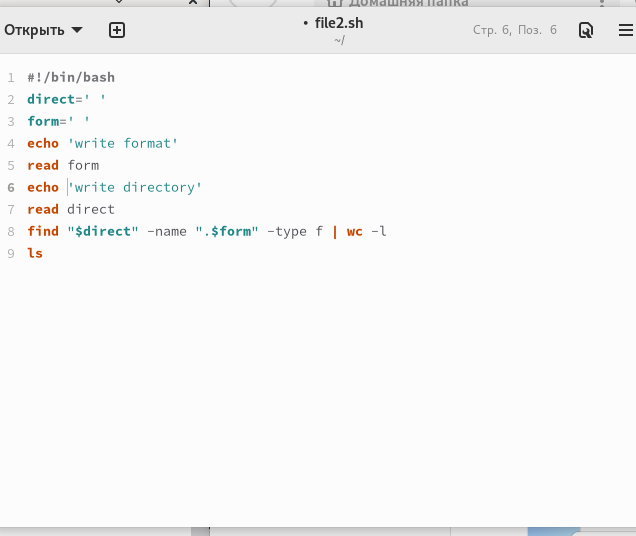 Домашняя папка
Открыть
• file2.sh
~/
Стр. 6, Поз. 6
1 #!/bin/bash
2 direct=' '
3 form=' '
4 echo 'write format'
5 read form
6 echo 'write directory'
7 read direct
8 find "$direct" -name ".$form" -type f | wc -l
9 ls